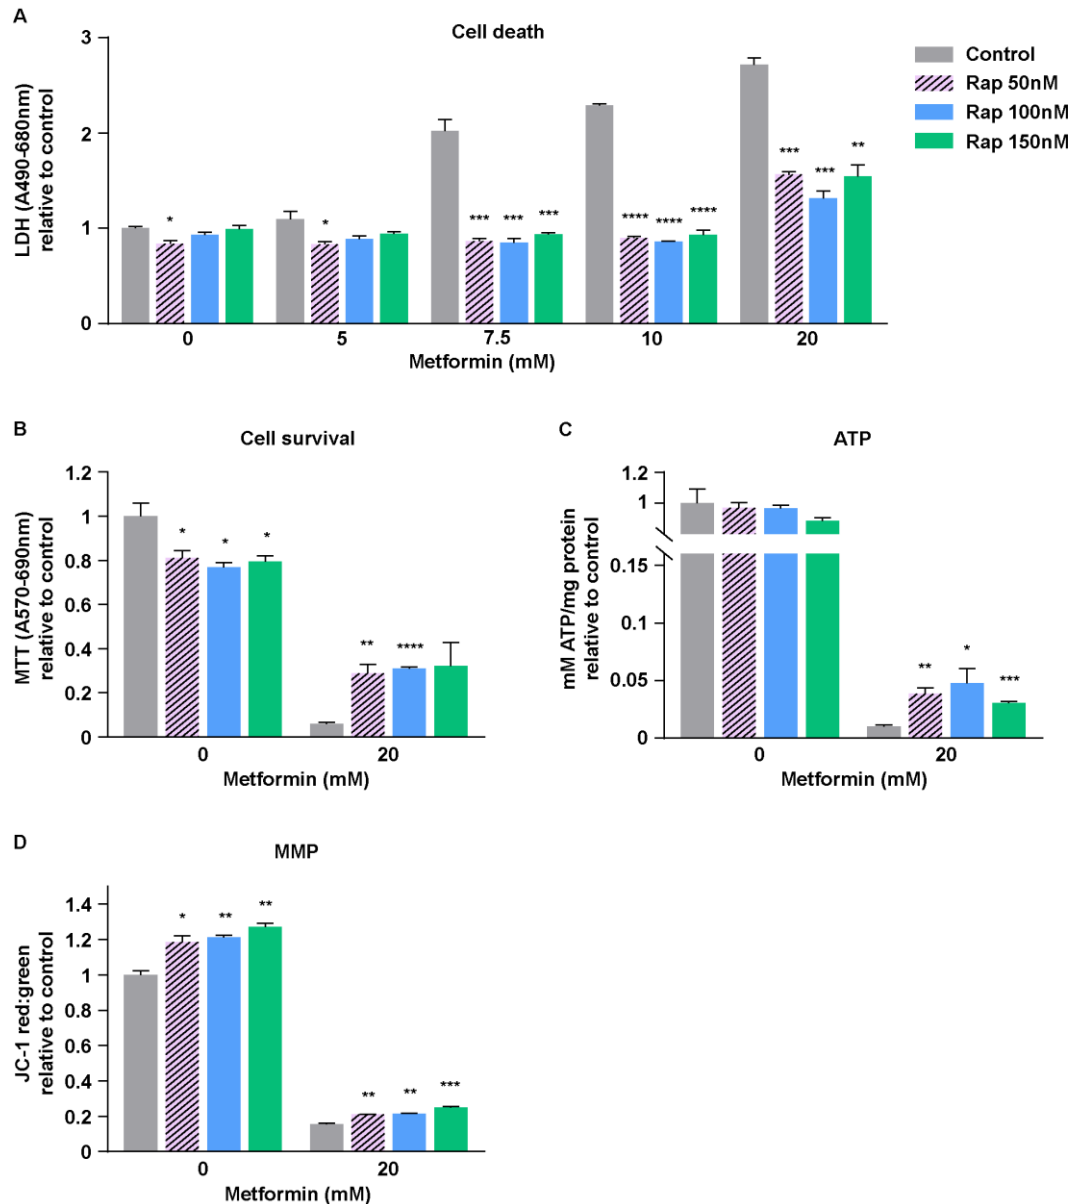 A
Cell death
LDH (A490-680nm)
relative to control
3
2
1
0
* * *** *** *** **** **** **** *** *** **
0 5 7.5 10 20
Metformin (mM)
Control
Rap 50nM
Rap 100nM
Rap 150nM
B
Cell survival
MTT (A570-690nm)
relative to control
1.2
1
0.8
0.6
0.4
0.2
0
* * * ** ****
0 20
Metformin (mM)
C
ATP
mM ATP/mg protein
relative to control
1.2
1
0.15
0.05
0
** * ***
0 20
Metformin (mM)
D
MMP
JC-1 red:green
relative to control
1.4
1.2
1
0.8
0.6
0.4
0.2
0
* ** ** ** ** ***
0 20
Metformin (mM)